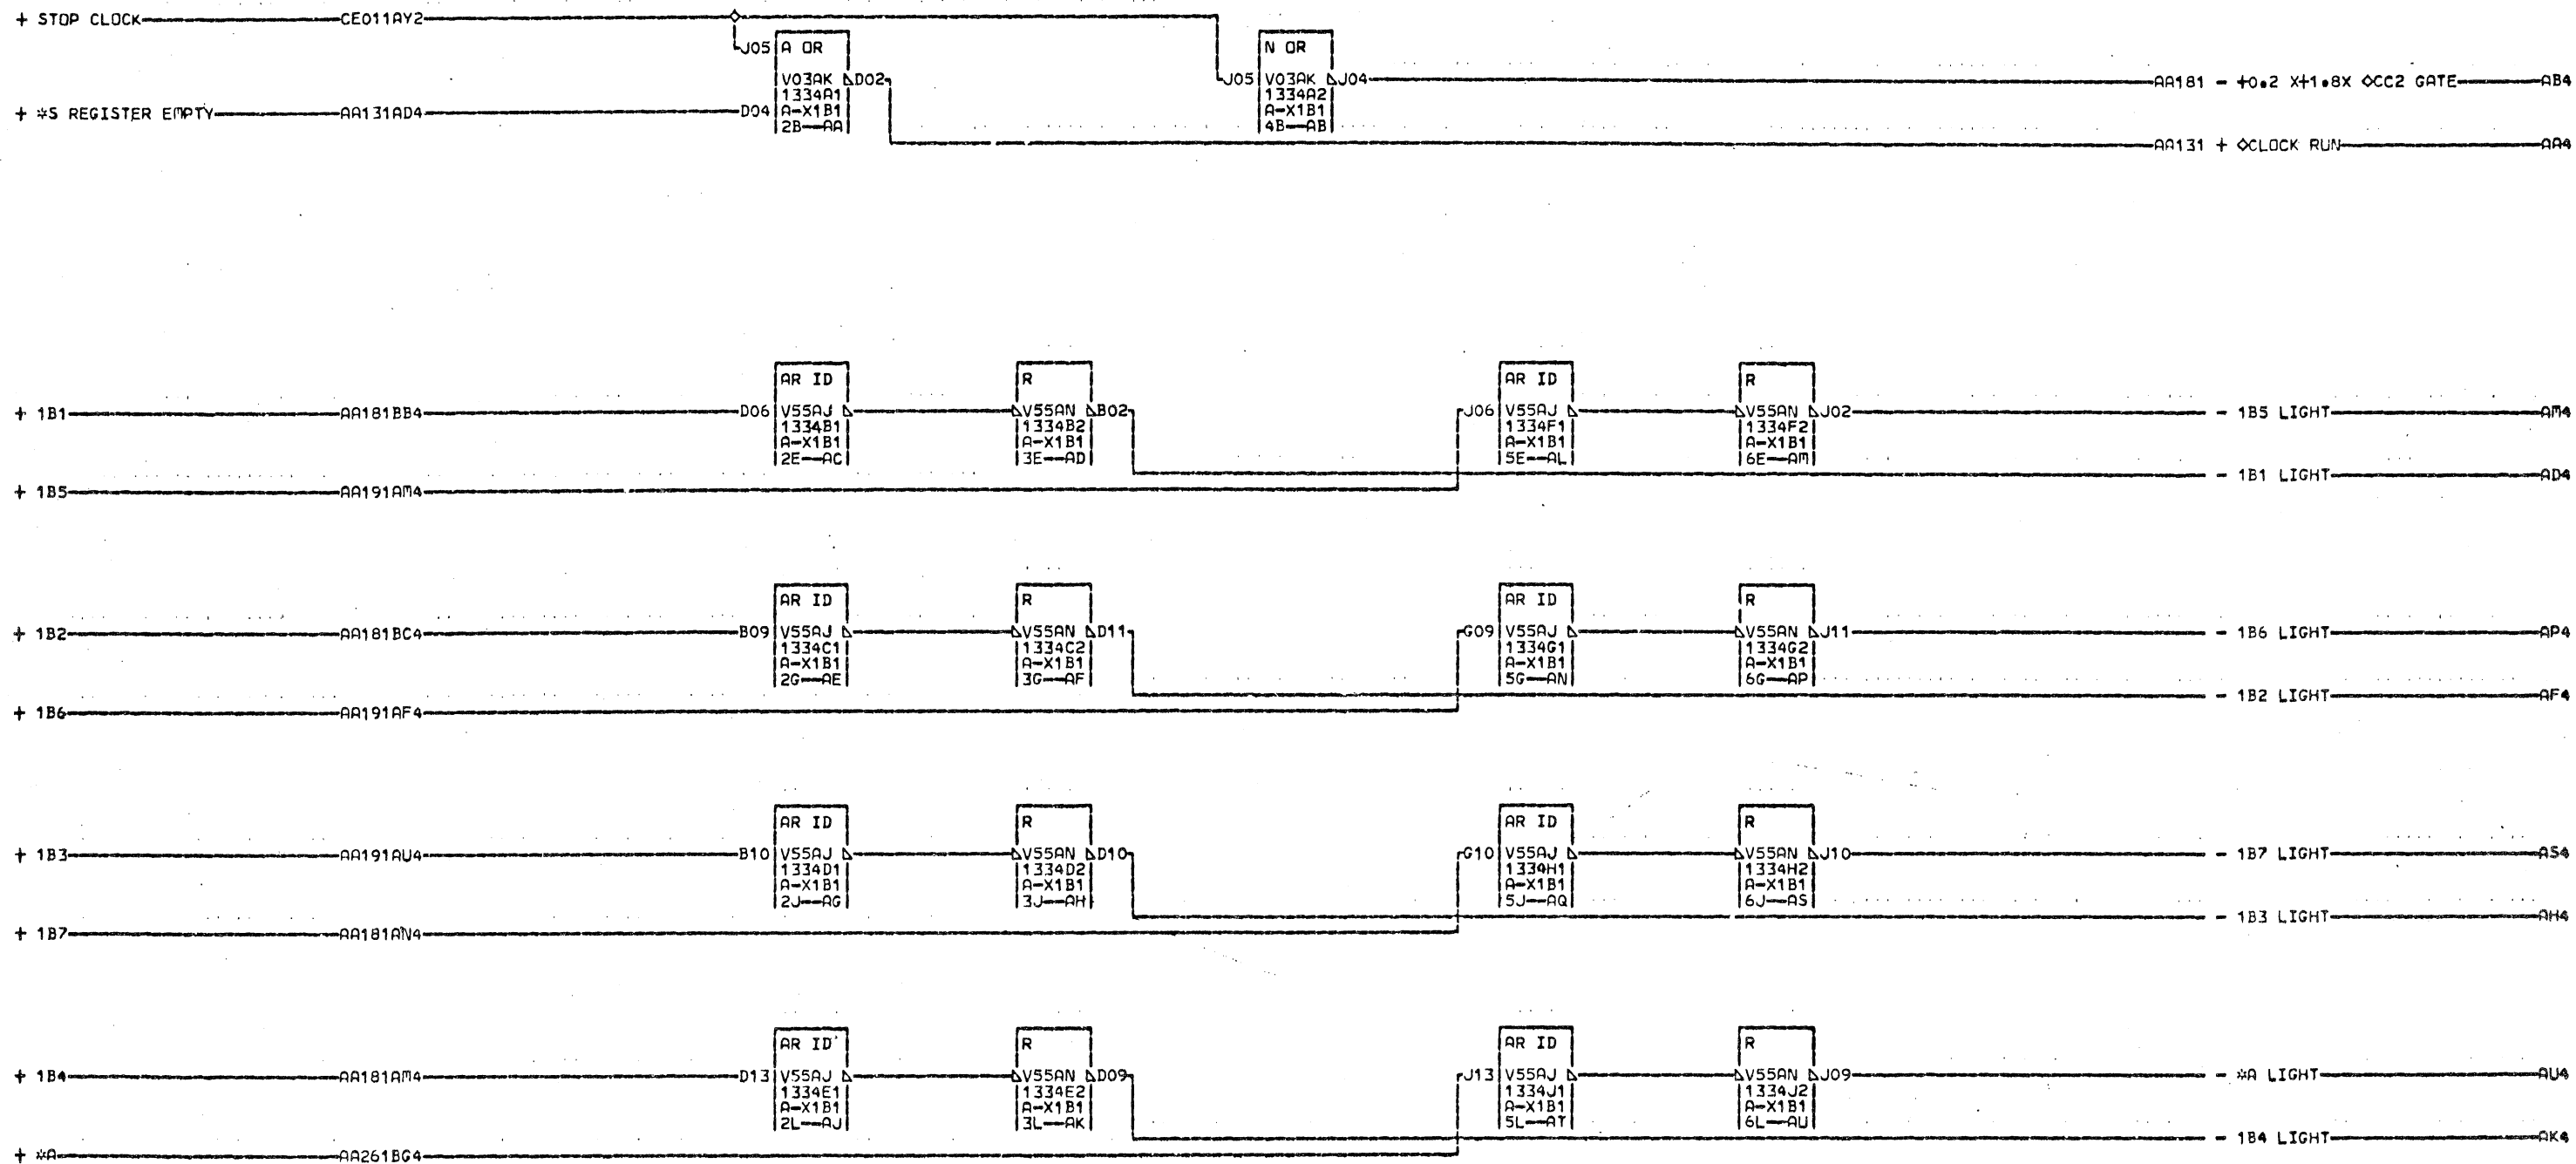 + STOP CLOCK CE011AY2
J05 A OR N OR
V03AK D02 J05 V03AK J04 AA181 - +0.2 X+1.8X ◇CC2 GATE AB4
1334A1 1334A2
+ *S REGISTER EMPTY AA131AD4 D04 A-X1B1 A-X1B1
2B--AA 4B--AB
AA131 + ◇CLOCK RUN AA4
AR ID R AR ID R
+ 1B1 AA181BB4 D06 V55AJ V55AN B02 J06 V55AJ V55AN J02 - 1B5 LIGHT AM4
1334B1 1334B2 1334F1 1334F2
A-X1B1 A-X1B1 A-X1B1 A-X1B1
2E--AC 3E--AD 5E--AL 6E--AM
- 1B1 LIGHT AD4
+ 1B5 AA191AM4
AR ID R AR ID R
+ 1B2 AA181BC4 B09 V55AJ V55AN D11 G09 V55AJ V55AN J11 - 1B6 LIGHT AP4
1334C1 1334C2 1334G1 1334G2
A-X1B1 A-X1B1 A-X1B1 A-X1B1
2G--AE 3G--AF 5G--AN 6G--AP
- 1B2 LIGHT AF4
+ 1B6 AA191AF4
AR ID R AR ID R
+ 1B3 AA191AU4 B10 V55AJ V55AN D10 G10 V55AJ V55AN J10 - 1B7 LIGHT AS4
1334D1 1334D2 1334H1 1334H2
A-X1B1 A-X1B1 A-X1B1 A-X1B1
2J--AG 3J--AH 5J--AQ 6J--AS
- 1B3 LIGHT AH4
+ 1B7 AA181AN4
AR ID R AR ID R
+ 1B4 AA181AM4 D13 V55AJ V55AN D09 J13 V55AJ V55AN J09 - *A LIGHT AU4
1334E1 1334E2 1334J1 1334J2
A-X1B1 A-X1B1 A-X1B1 A-X1B1
2L--AJ 3L--AK 5L--AT 6L--AU
- 1B4 LIGHT AK4
+ *A AA261BG4